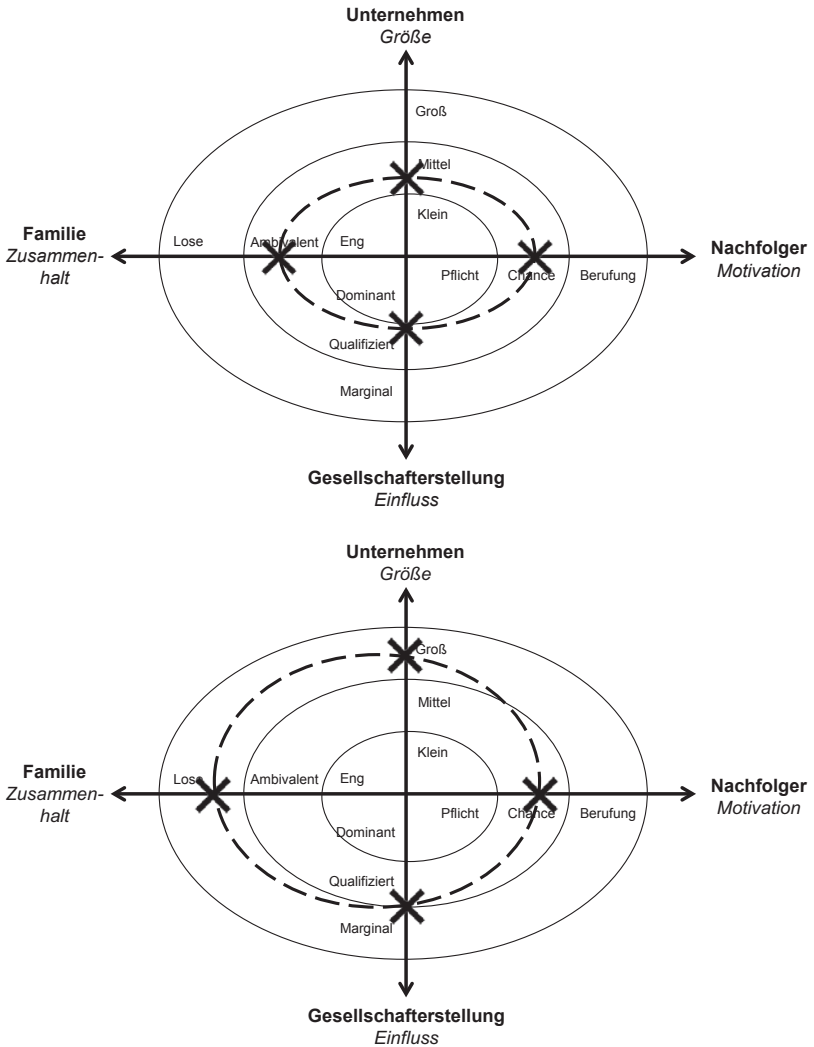 Unternehmen
Größe
Groß
Mittel
Klein
Familie
Zusammen-
halt
Lose
Ambivalent
Eng
Nachfolger
Motivation
Pflicht
Chance
Berufung
Dominant
Qualifiziert
Marginal
Gesellschafterstellung
Einfluss
Unternehmen
Größe
Groß
Mittel
Klein
Familie
Zusammen-
halt
Lose
Ambivalent
Eng
Nachfolger
Motivation
Pflicht
Chance
Berufung
Dominant
Qualifiziert
Marginal
Gesellschafterstellung
Einfluss